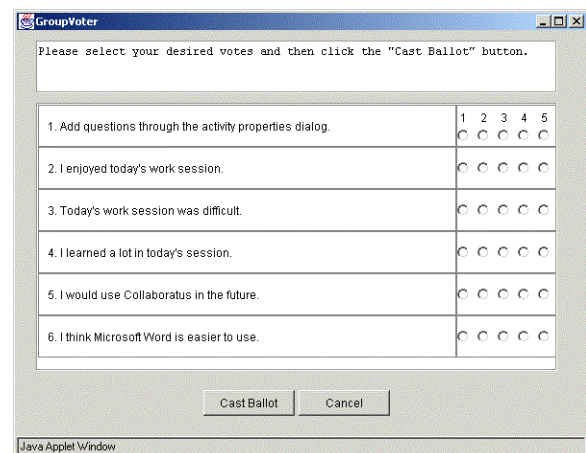 GroupVoter
Please select your desired votes and then click the "Cast Ballot" button.
1 2 3 4 5
1. Add questions through the activity properties dialog.
2. I enjoyed today's work session.
3. Today's work session was difficult.
4. I learned a lot in today's session.
5. I would use Collaboratus in the future.
6. I think Microsoft Word is easier to use.
Cast Ballot Cancel
Java Applet Window